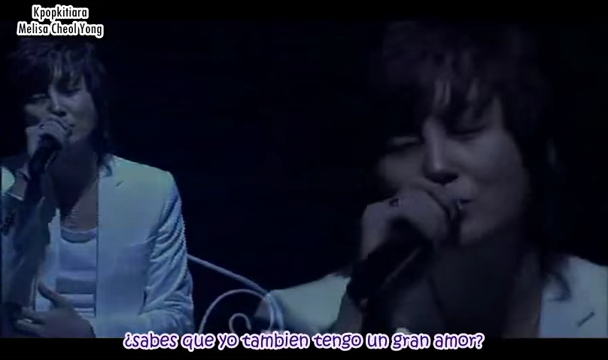 Kpopkitiara
Melisa Cheol Yong
¿sabes que yo tambien tengo un gran amor?